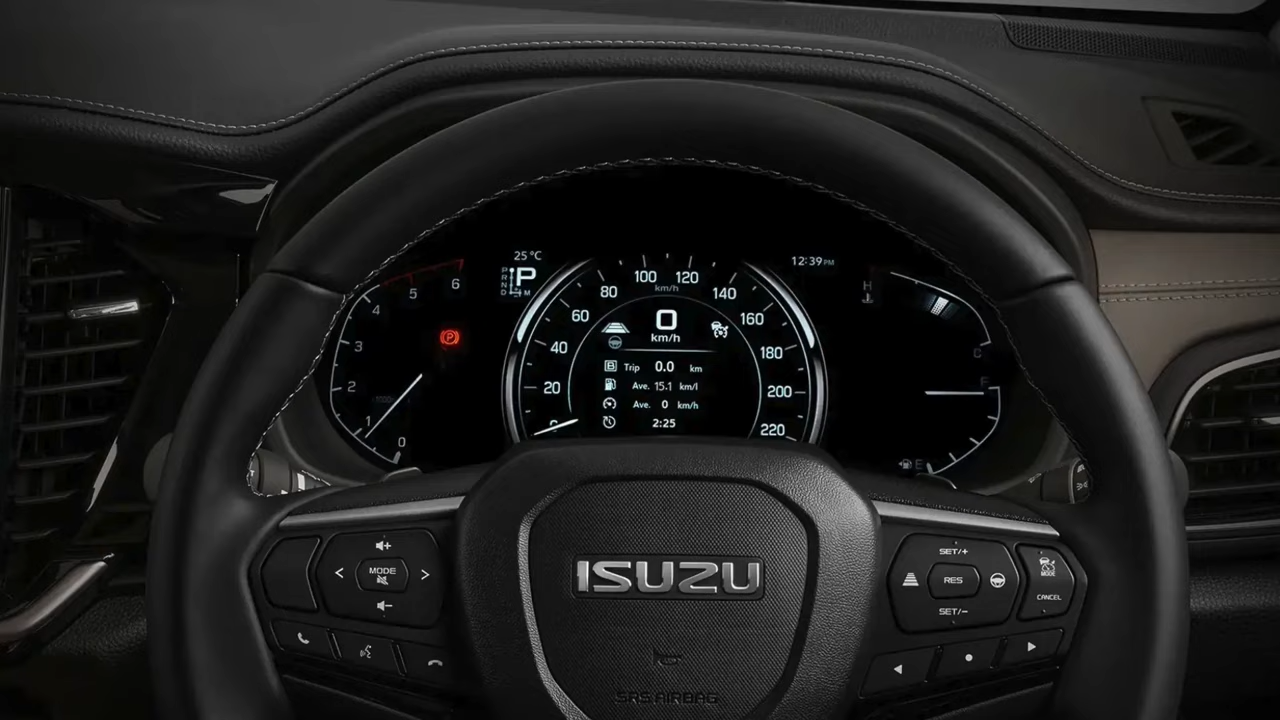 25 °C
P
R
N
D
M
P
12:39 PM
100 120
km/h
80 140
60 160
40 180
20 200
0 220
0
km/h
Trip 0.0 km
Ave. 15.1 km/l
Ave. 0 km/h
2:25
6
5
4
3
2
1
0
P
H
C
F
E
MODE
ISUZU
SRS AIRBAG
SET/+
RES
SET/-
MODE
CANCEL